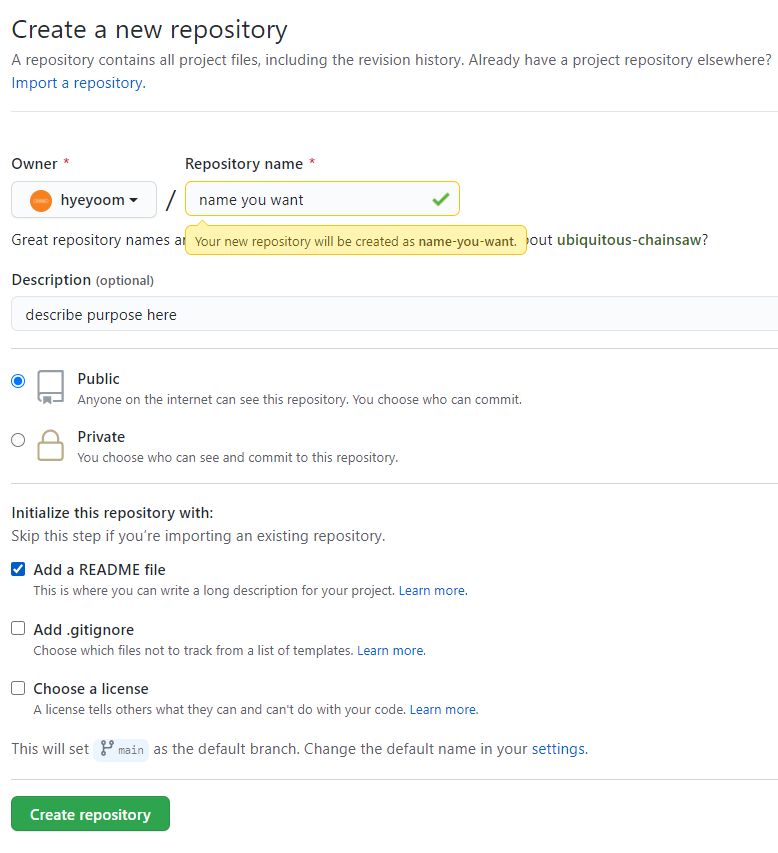 Create a new repository
A repository contains all project files, including the revision history. Already have a project repository elsewhere?
Import a repository.
Owner * Repository name *
hyeyoom / name you want
Great repository names a
Your new repository will be created as name-you-want.
out ubiquitous-chainsaw?
Description (optional)
describe purpose here
Public
Anyone on the internet can see this repository. You choose who can commit.
Private
You choose who can see and commit to this repository.
Initialize this repository with:
Skip this step if you’re importing an existing repository.
Add a README file
This is where you can write a long description for your project. Learn more.
Add .gitignore
Choose which files not to track from a list of templates. Learn more.
Choose a license
A license tells others what they can and can't do with your code. Learn more.
This will set main as the default branch. Change the default name in your settings.
Create repository